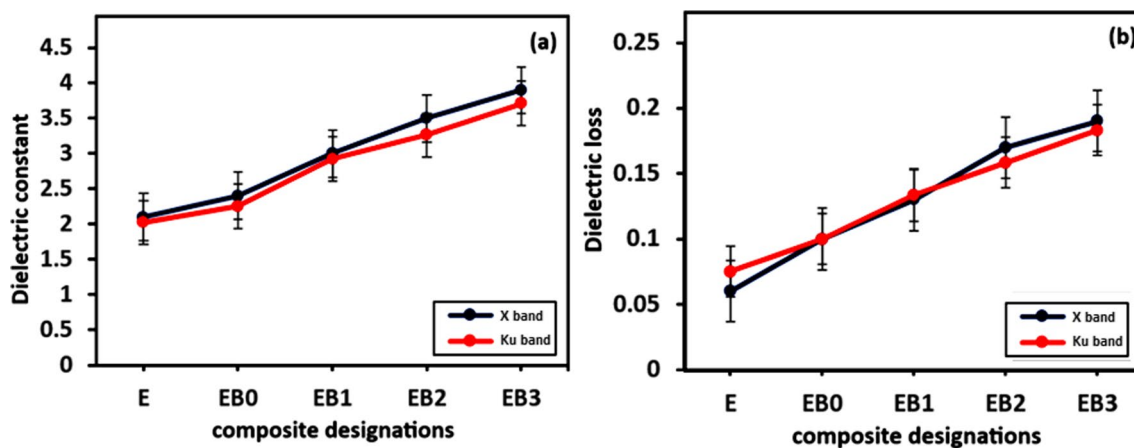 (a)
Dielectric constant
4.5
4
3.5
3
2.5
2
1.5
1
0.5
0
X band
Ku band
E EB0 EB1 EB2 EB3
composite designations
(b)
Dielectric loss
0.25
0.2
0.15
0.1
0.05
0
X band
Ku band
E EB0 EB1 EB2 EB3
composite designations